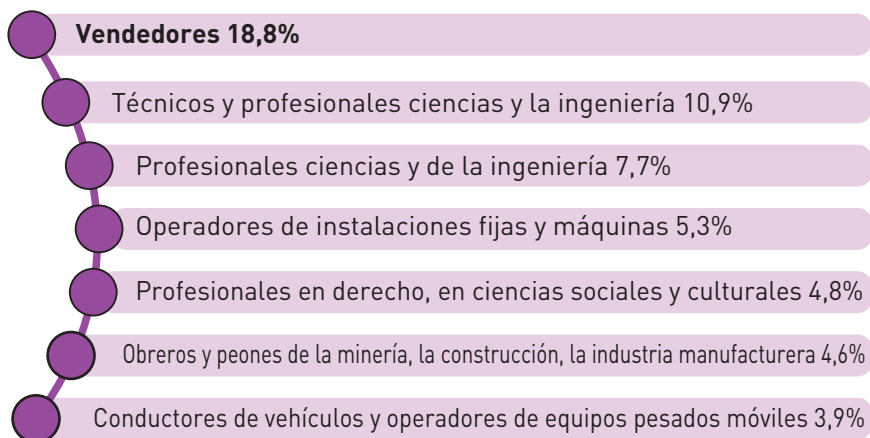 Vendedores 18,8%
Técnicos y profesionales ciencias y la ingeniería 10,9%
Profesionales ciencias y de la ingeniería 7,7%
Operadores de instalaciones fijas y máquinas 5,3%
Profesionales en derecho, en ciencias sociales y culturales 4,8%
Obreros y peones de la minería, la construcción, la industria manufacturera 4,6%
Conductores de vehículos y operadores de equipos pesados móviles 3,9%